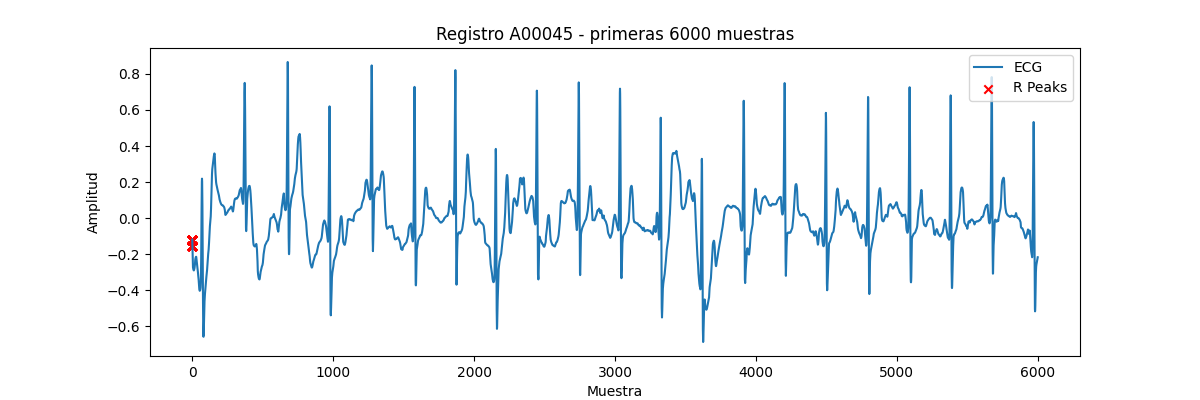 Registro A00045 - primeras 6000 muestras
ECG
R Peaks
Amplitud
0.8
0.6
0.4
0.2
0.0
−0.2
−0.4
−0.6
0 1000 2000 3000 4000 5000 6000
Muestra